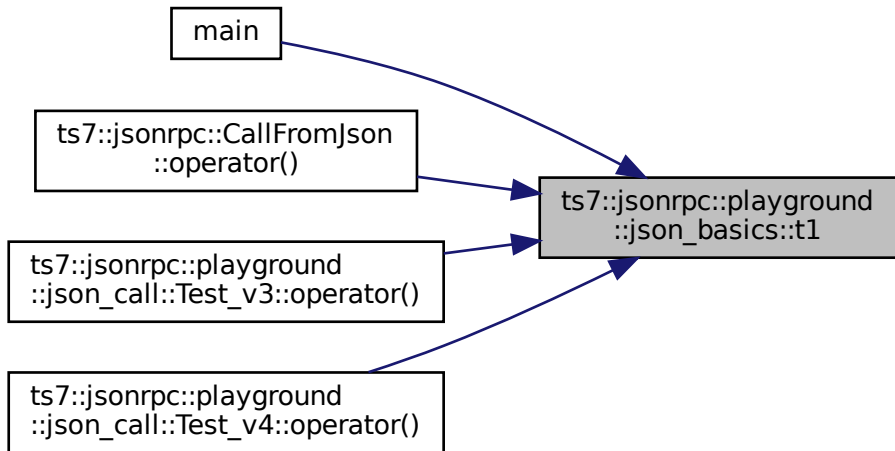 main
ts7::jsonrpc::CallFromJson
::operator()
ts7::jsonrpc::playground
::json_basics::t1
ts7::jsonrpc::playground
::json_call::Test_v3::operator()
ts7::jsonrpc::playground
::json_call::Test_v4::operator()